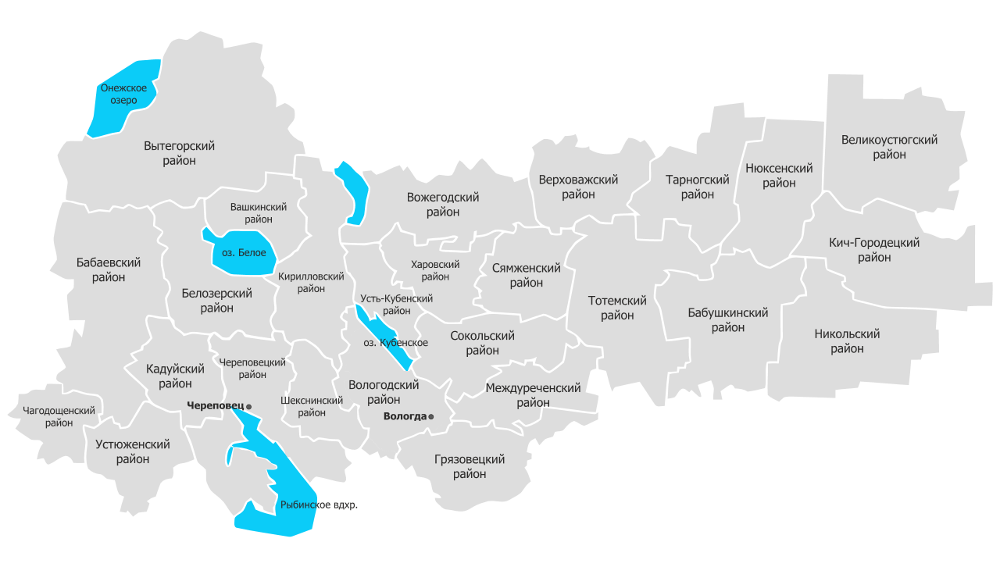 Онежское
озеро
Вытегорский
район
Великоустюгский
район
Нюксенский
район
Верховажский
район
Тарногский
район
Вожегодский
район
Вашкинский
район
Кич-Городецкий
район
оз. Белое
Бабаевский
район
Харовский
район
Сямженский
район
Кирилловский
район
Белозерский
район
Усть-Кубенский
район
Тотемский
район
Бабушкинский
район
Никольский
район
Сокольский
район
оз. Кубенское
Кадуйский
район
Череповецкий
район
Вологодский
район
Междуреченский
район
Шекснинский
район
Череповец
Чагодощенский
район
Вологда
Устюженский
район
Грязовецкий
район
Рыбинское вдхр.